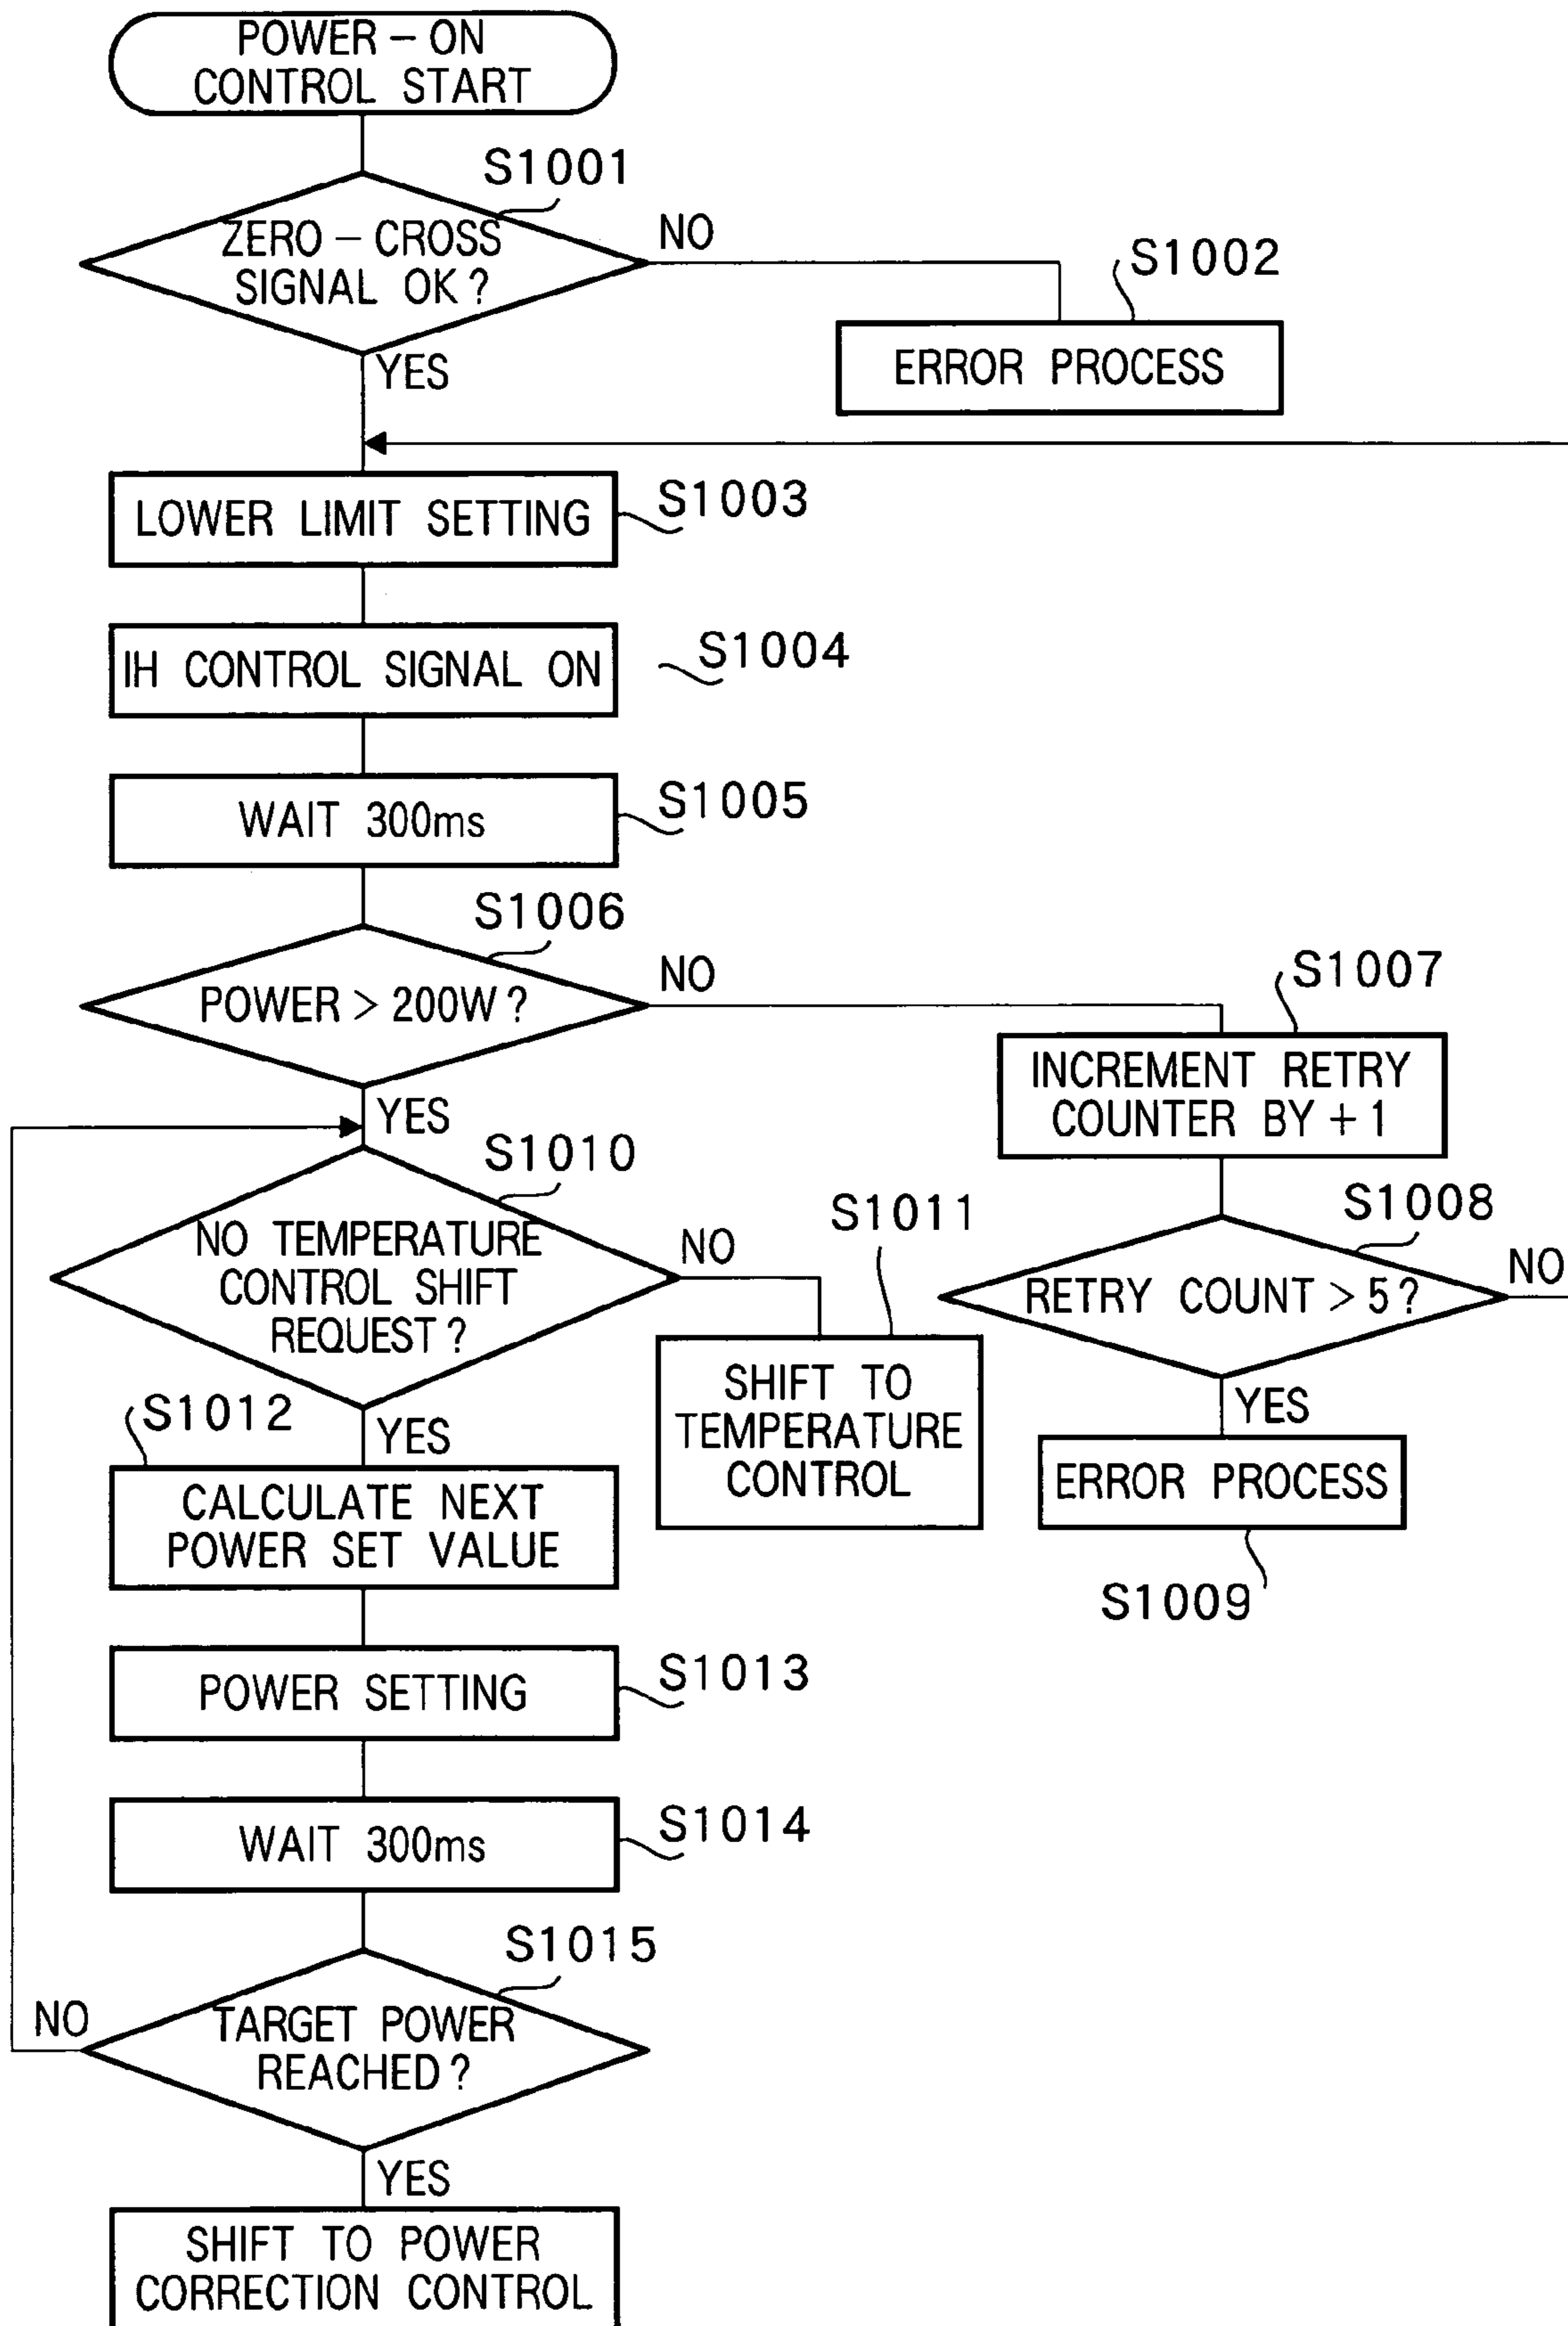 POWER – ON
CONTROL START
S1001
ZERO – CROSS
SIGNAL OK ?
NO
S1002
ERROR PROCESS
YES
LOWER LIMIT SETTING
S1003
IH CONTROL SIGNAL ON
S1004
WAIT 300ms
S1005
S1006
POWER > 200W ?
NO
S1007
INCREMENT RETRY
COUNTER BY + 1
YES
S1010
NO TEMPERATURE
CONTROL SHIFT
REQUEST ?
NO
S1011
SHIFT TO
TEMPERATURE
CONTROL
S1008
RETRY COUNT > 5 ?
NO
YES
ERROR PROCESS
S1009
YES
S1012
CALCULATE NEXT
POWER SET VALUE
POWER SETTING
S1013
WAIT 300ms
S1014
S1015
TARGET POWER
REACHED ?
NO
YES
SHIFT TO POWER
CORRECTION CONTROL